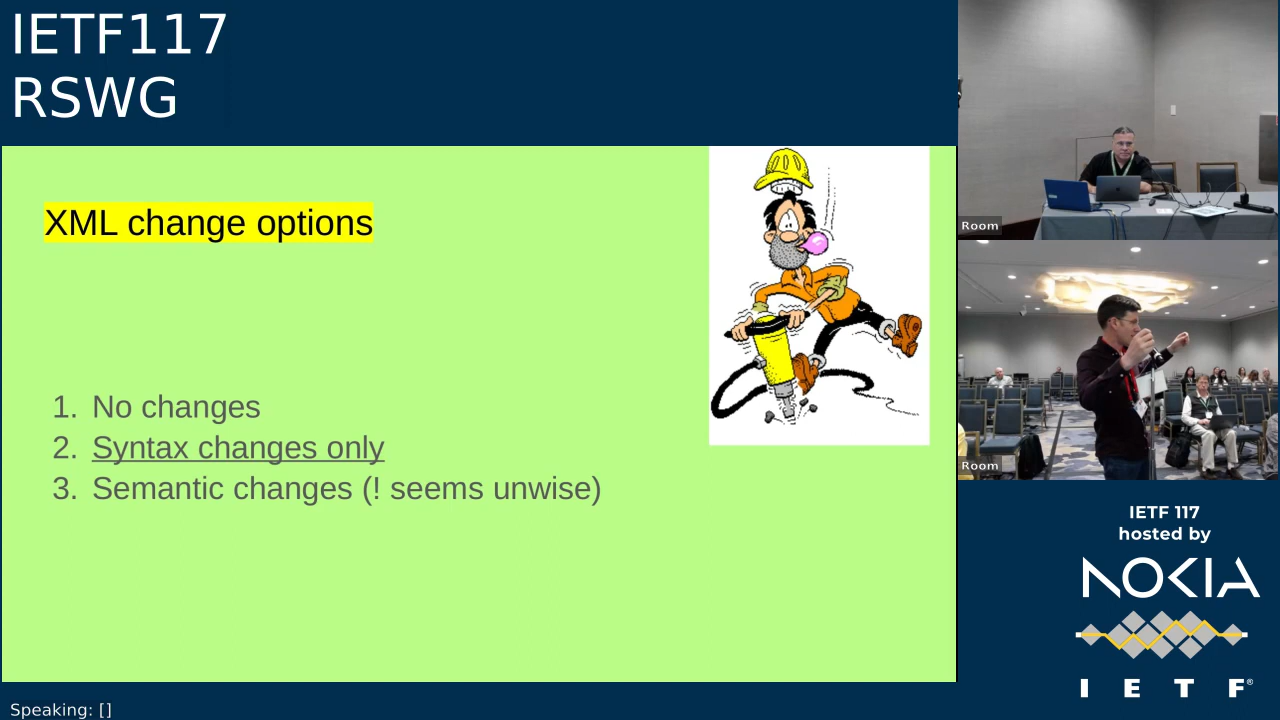 IETF117
RSWG
XML change options
1. No changes
2. Syntax changes only
3. Semantic changes (! seems unwise)
Room
Room
IETF 117
hosted by
NOKIA
IETF®
Speaking: []